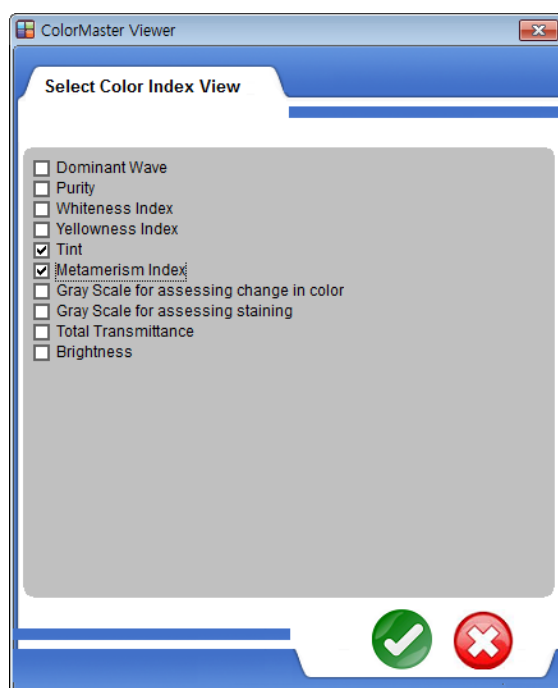 ColorMaster Viewer
Select Color Index View
Dominant Wave
Purity
Whiteness Index
Yellowness Index
Tint
Metamerism Index
Gray Scale for assessing change in color
Gray Scale for assessing staining
Total Transmittance
Brightness